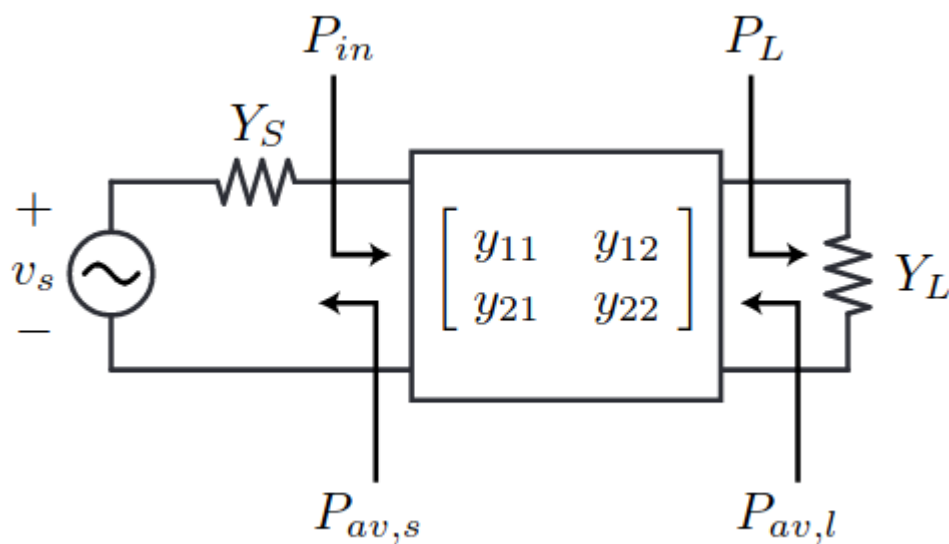 P_{in}
P_L
Y_S
+
v_s
−
y_{11} y_{12}
y_{21} y_{22}
Y_L
P_{av,s}
P_{av,l}